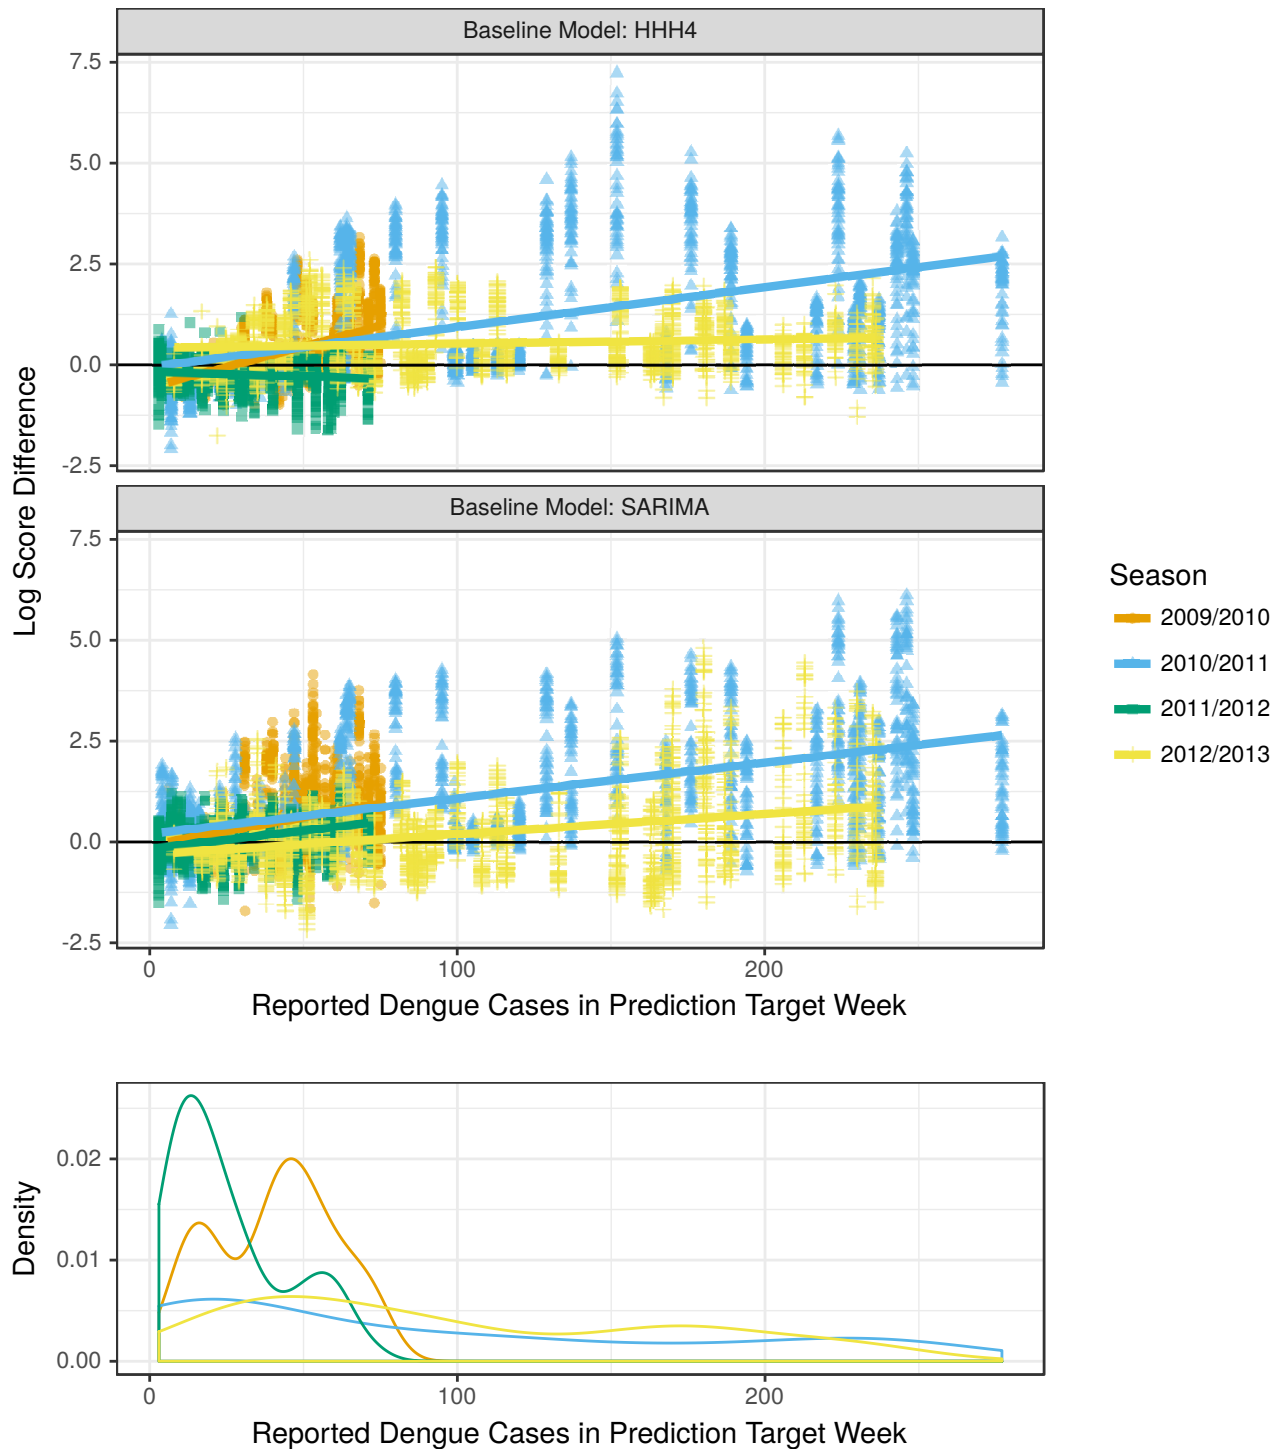 Baseline Model: HHH4
7.5
5.0
2.5
0.0
-2.5
Baseline Model: SARIMA
7.5
5.0
2.5
0.0
-2.5
Log Score Difference
0 100 200
Reported Dengue Cases in Prediction Target Week
Season
2009/2010
2010/2011
2011/2012
2012/2013
0.02
0.01
0.00
Density
0 100 200
Reported Dengue Cases in Prediction Target Week